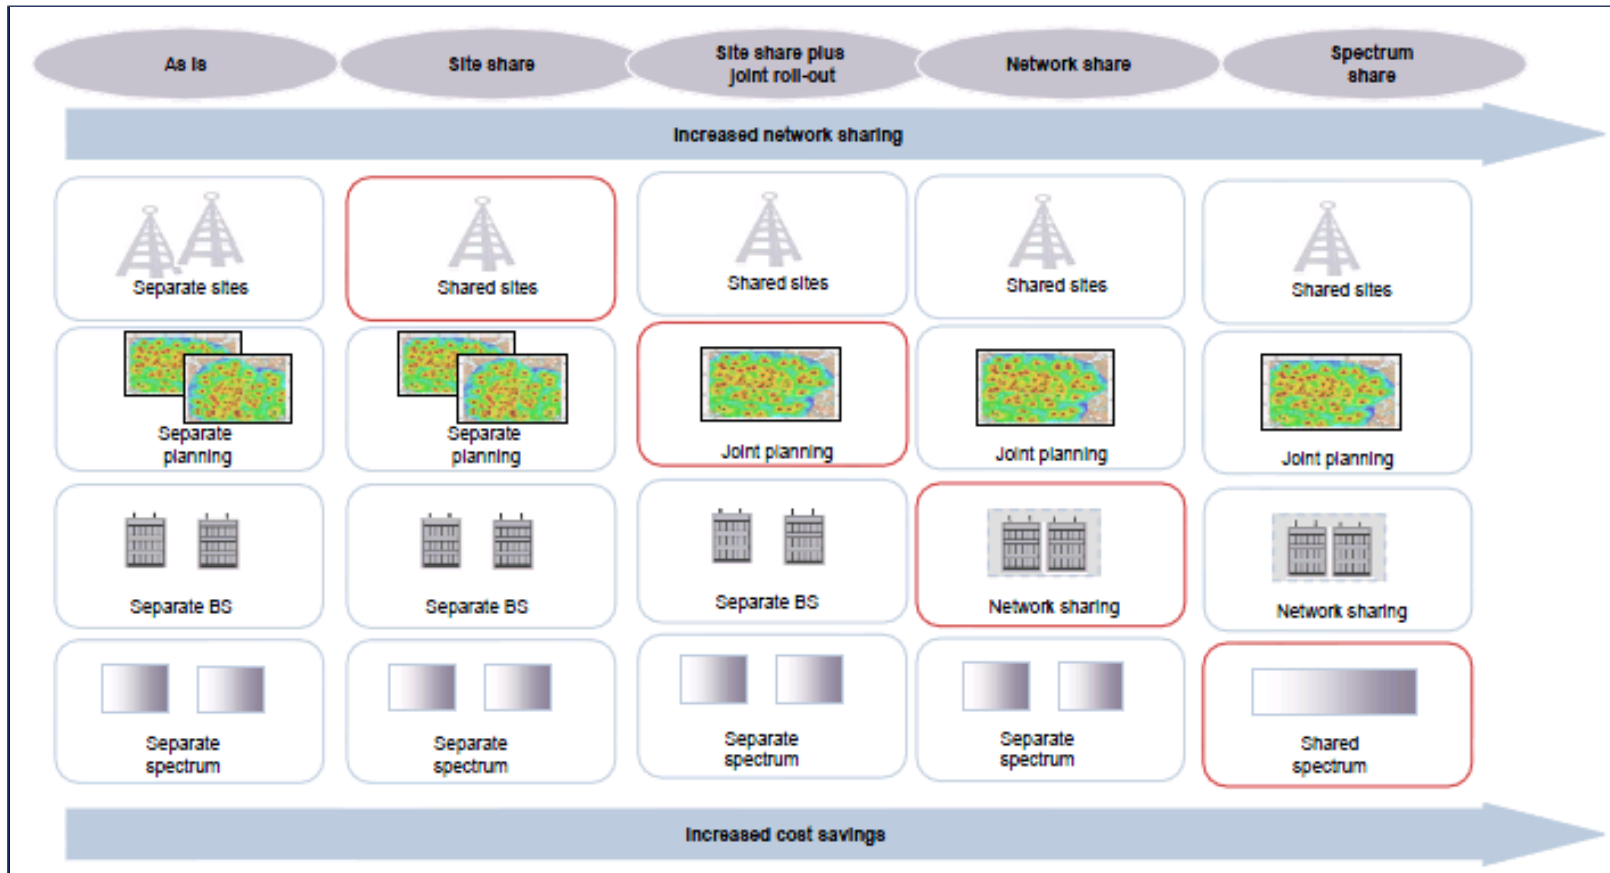 As is
Site share
Site share plus
joint roll-out
Network share
Spectrum
share
Increased network sharing
Separate sites
Shared sites
Shared sites
Shared sites
Shared sites
Separate
planning
Separate
planning
Joint planning
Joint planning
Joint planning
Separate BS
Separate BS
Separate BS
Network sharing
Network sharing
Separate
spectrum
Separate
spectrum
Separate
spectrum
Separate
spectrum
Shared
spectrum
Increased cost savings